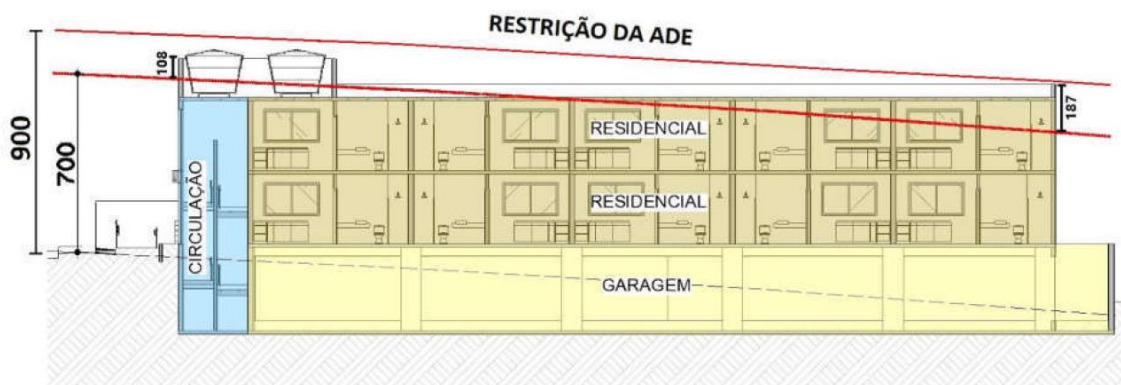 RESTRIÇÃO DA ADE
108
187
900
700
RESIDENCIAL
RESIDENCIAL
CIRCULAÇÃO
GARAGEM